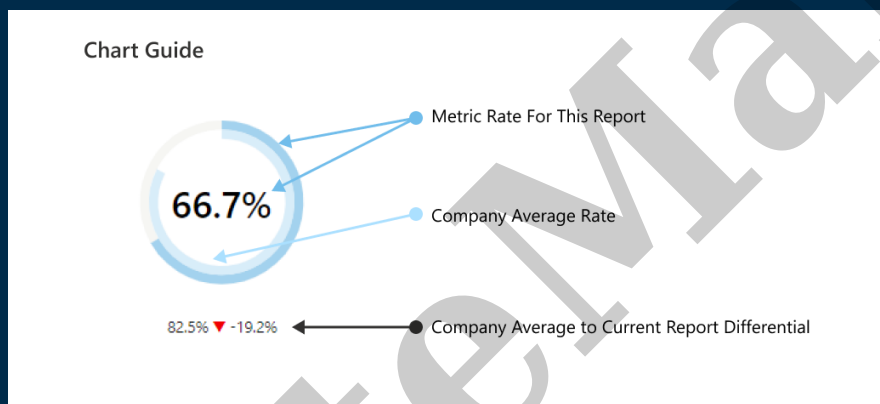 Chart Guide
Metric Rate For This Report
66.7%
Company Average Rate
82.5% ▼ -19.2%
Company Average to Current Report Differential
teMa